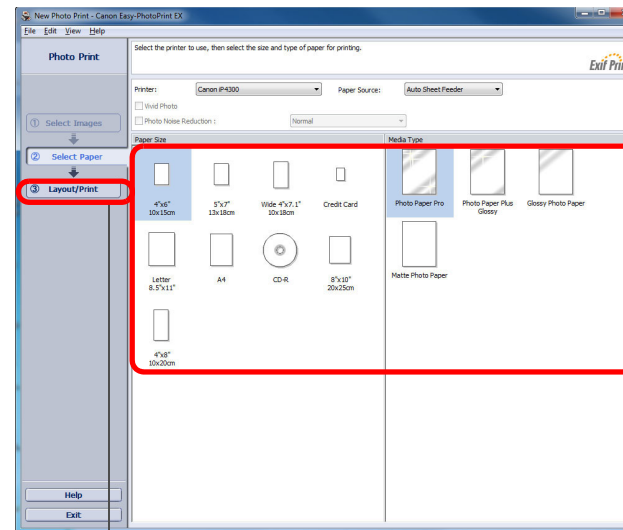 New Photo Print - Canon Easy-PhotoPrint EX
File Edit View Help
Photo Print
Select the printer to use, then select the size and type of paper for printing.
Exif Prin
Printer: Canon iP4300 Paper Source: Auto Sheet Feeder
Vivid Photo
Photo Noise Reduction : Normal
① Select Images
② Select Paper
③ Layout/Print
Paper Size Media Type
4"x6" 5"x7" Wide 4"x7.1" Credit Card
10x15cm 13x18cm 10x18cm
Photo Paper Pro Photo Paper Plus Glossy Photo Paper
Glossy
Letter A4 CD-R 8"x10"
8.5"x11" 20x25cm
Matte Photo Paper
4"x8"
10x20cm
Help
Exit